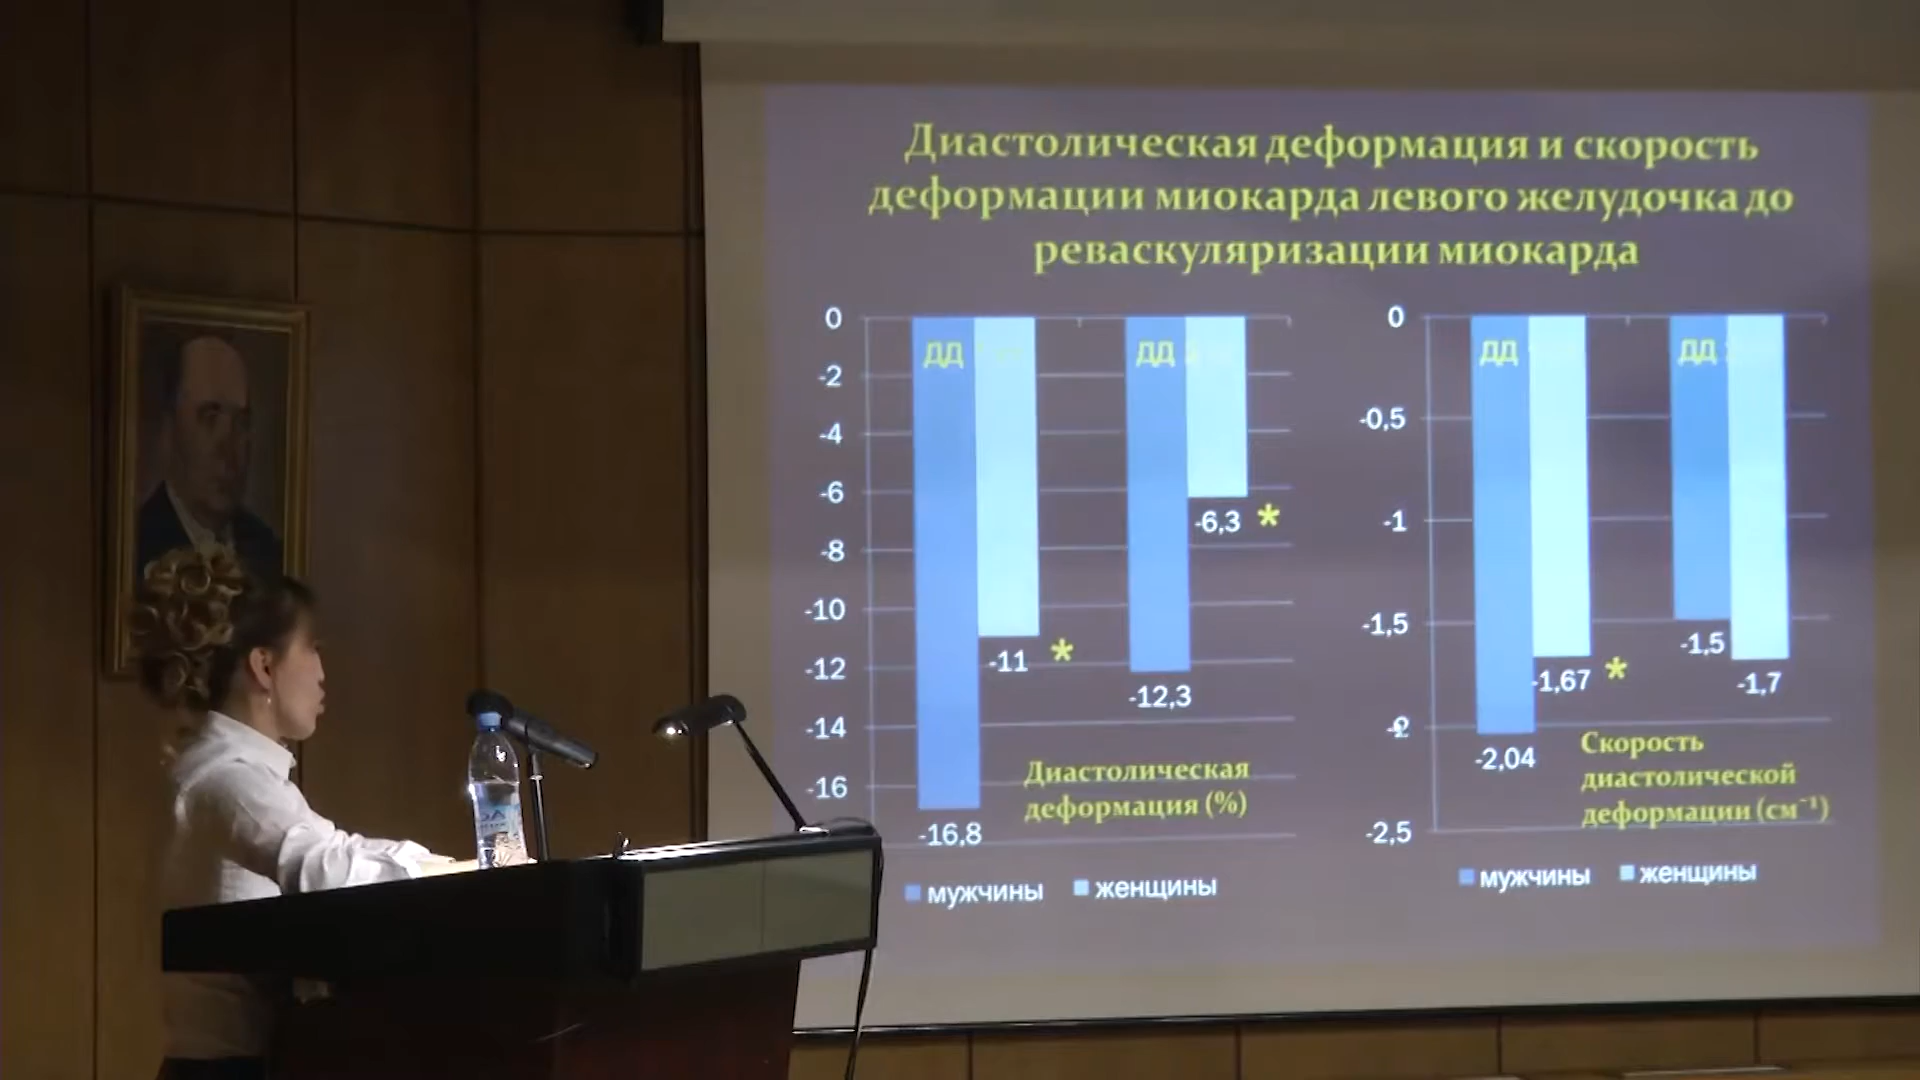 Диастолическая деформация и скорость
деформации миокарда левого желудочка до
реваскуляризации миокарда
0
-2
-4
-6
-8
-10
-12
-14
-16
ДД
ДД
-16,8
-11 *
-12,3
-6,3 *
Диастолическая
деформация (%)
мужчины женщины
0
-0,5
-1
-1,5
-2
-2,5
ДД
ДД
-2,04
-1,67 *
-1,5
-1,7
Скорость
диастолической
деформации (см⁻¹)
мужчины женщины